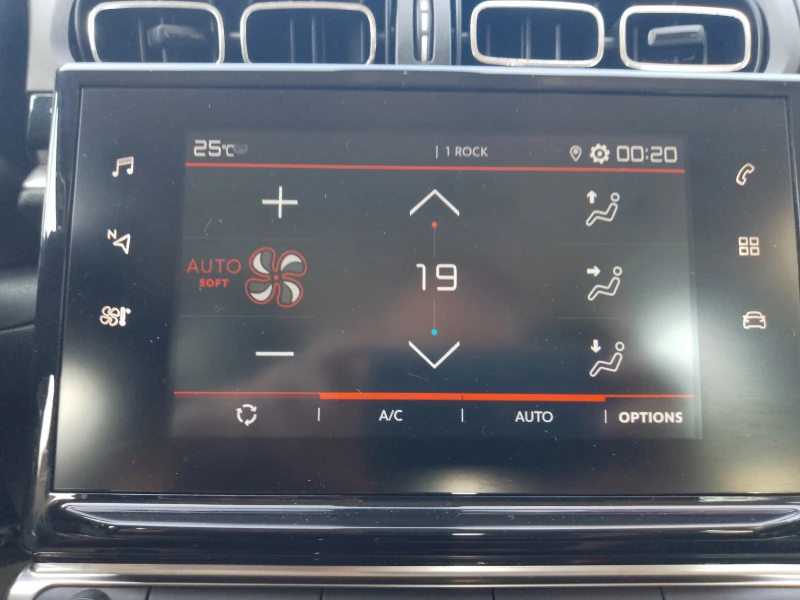 25°C | 1 ROCK 00:20
N
AUTO
SOFT
19
A/C | AUTO | OPTIONS